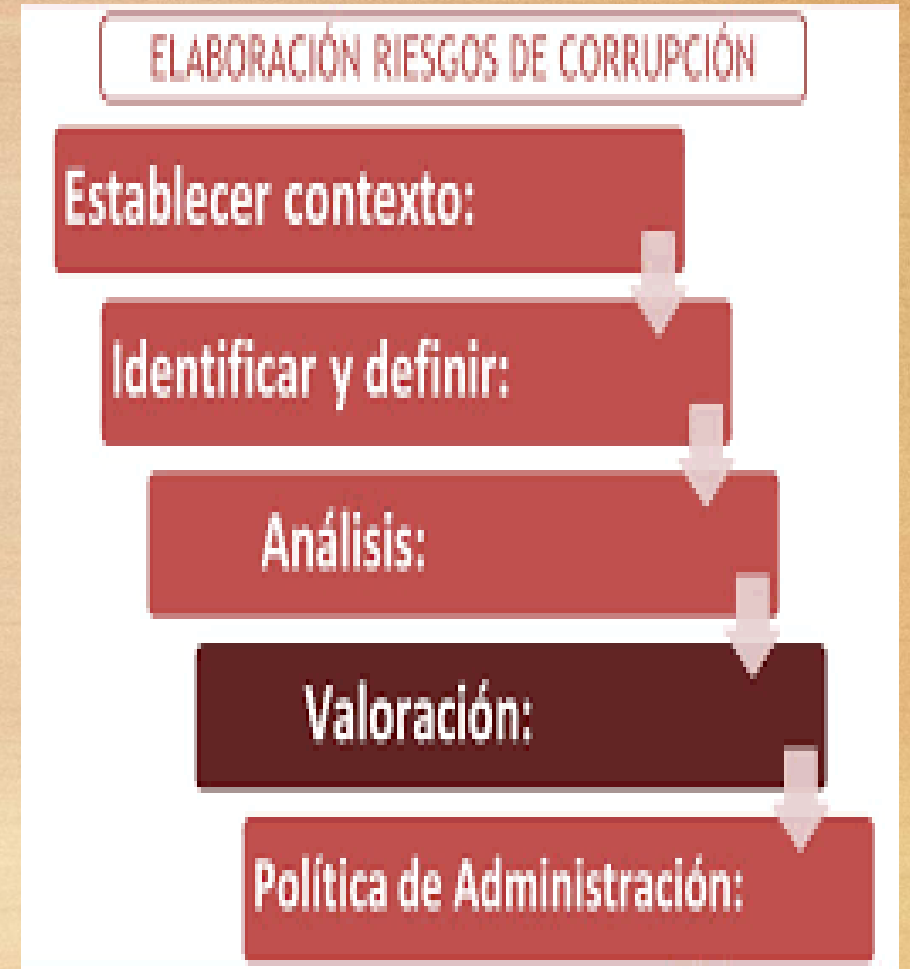 ELABORACIÓN RIESGOS DE CORRUPCIÓN
Establecer contexto:
Identificar y definir:
Análisis:
Valoración:
Política de Administración: